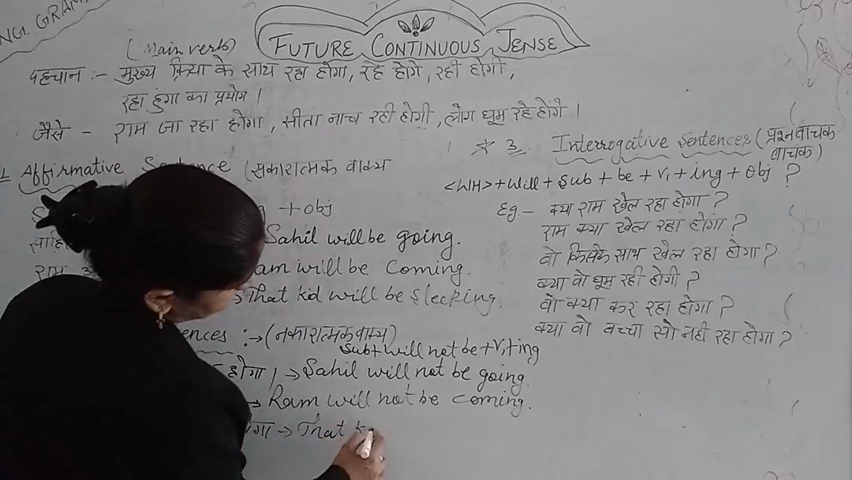 NG. GRAM
FUTURE CONTINUOUS TENSE
(Main verb)
पहचान :- मुख्य क्रिया के साथ रहा होगा, रहे होंगे, रही होगी,
रहा हुंगा का प्रयोग ।
जैसे - राम जा रहा होगा, सीता नाच रही होगी, लोग घूम रहे होंगे ।
Affirmative Sentence (सकारात्मक वाक्य
+ obj
Sahil will be going.
राम
Ram will be coming.
That kid will be sleeping.
ences :→ (नकारात्मक वाक्य)
Sub + will not be + V₁ + ing
होगा, → Sahil will not be going.
→ Ram will not be coming.
→ That k
3. Interrogative Sentences (प्रश्नवाचक
वाचक)
<WH> + will + sub + be + V₁ + ing + obj ?
Eg:- क्या राम खेल रहा होगा ?
राम क्या खेल रहा होगा ?
वो किसके साथ खेल रहा होगा ?
क्या वो घूम रही होगी ?
वो क्या कर रहा होगा ?
क्या वो बच्चा सो नही रहा होगा ?